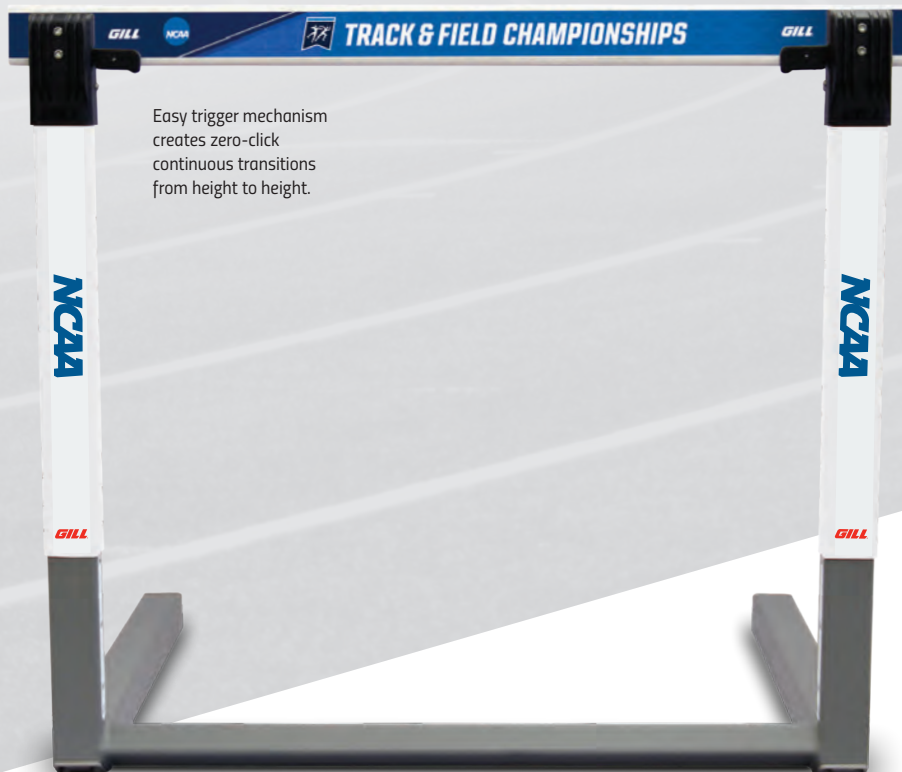 GILL NCAA TRACK & FIELD CHAMPIONSHIPS GILL
Easy trigger mechanism
creates zero-click
continuous transitions
from height to height.
NCAA
NCAA
GILL
GILL